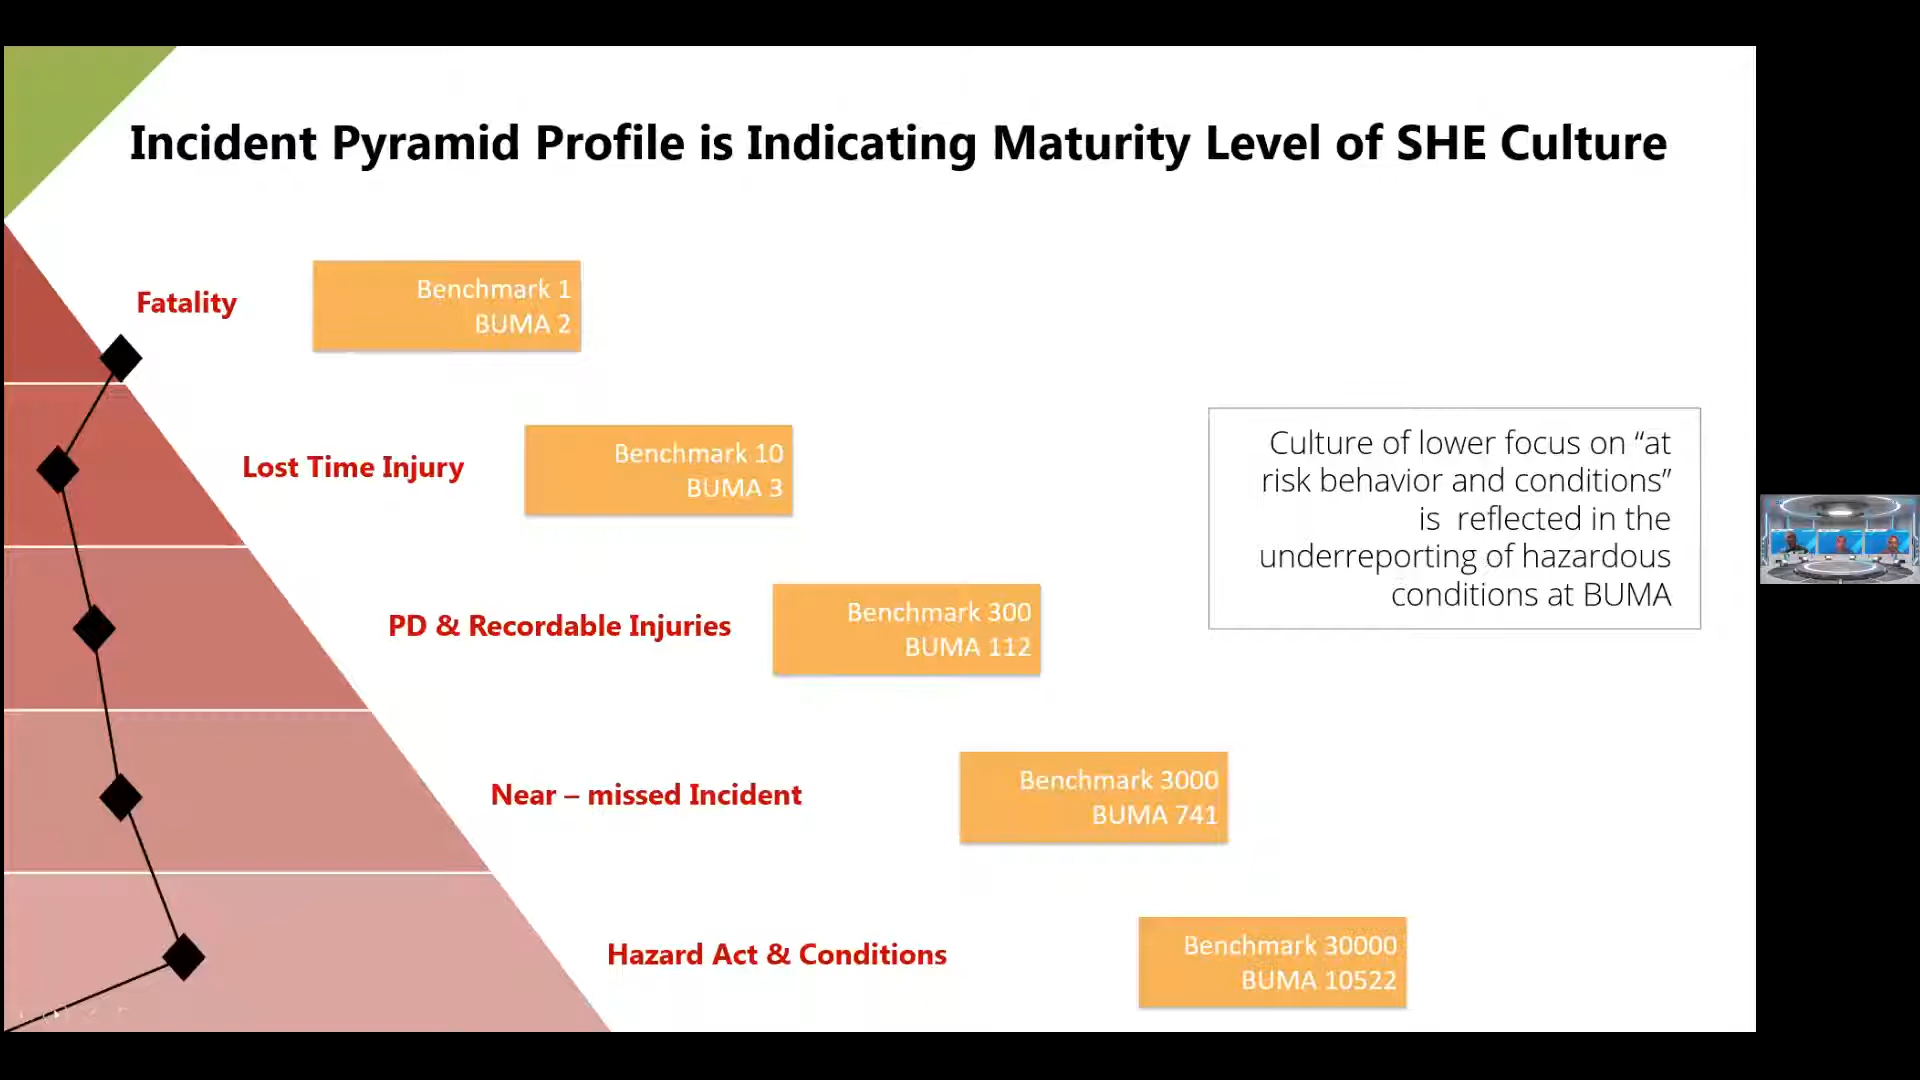 Incident Pyramid Profile is Indicating Maturity Level of SHE Culture
Fatality
Benchmark 1
BUMA 2
Lost Time Injury
Benchmark 10
BUMA 3
Culture of lower focus on “at
risk behavior and conditions”
is reflected in the
underreporting of hazardous
conditions at BUMA
PD & Recordable Injuries
Benchmark 300
BUMA 112
Near – missed Incident
Benchmark 3000
BUMA 741
Hazard Act & Conditions
Benchmark 30000
BUMA 10522